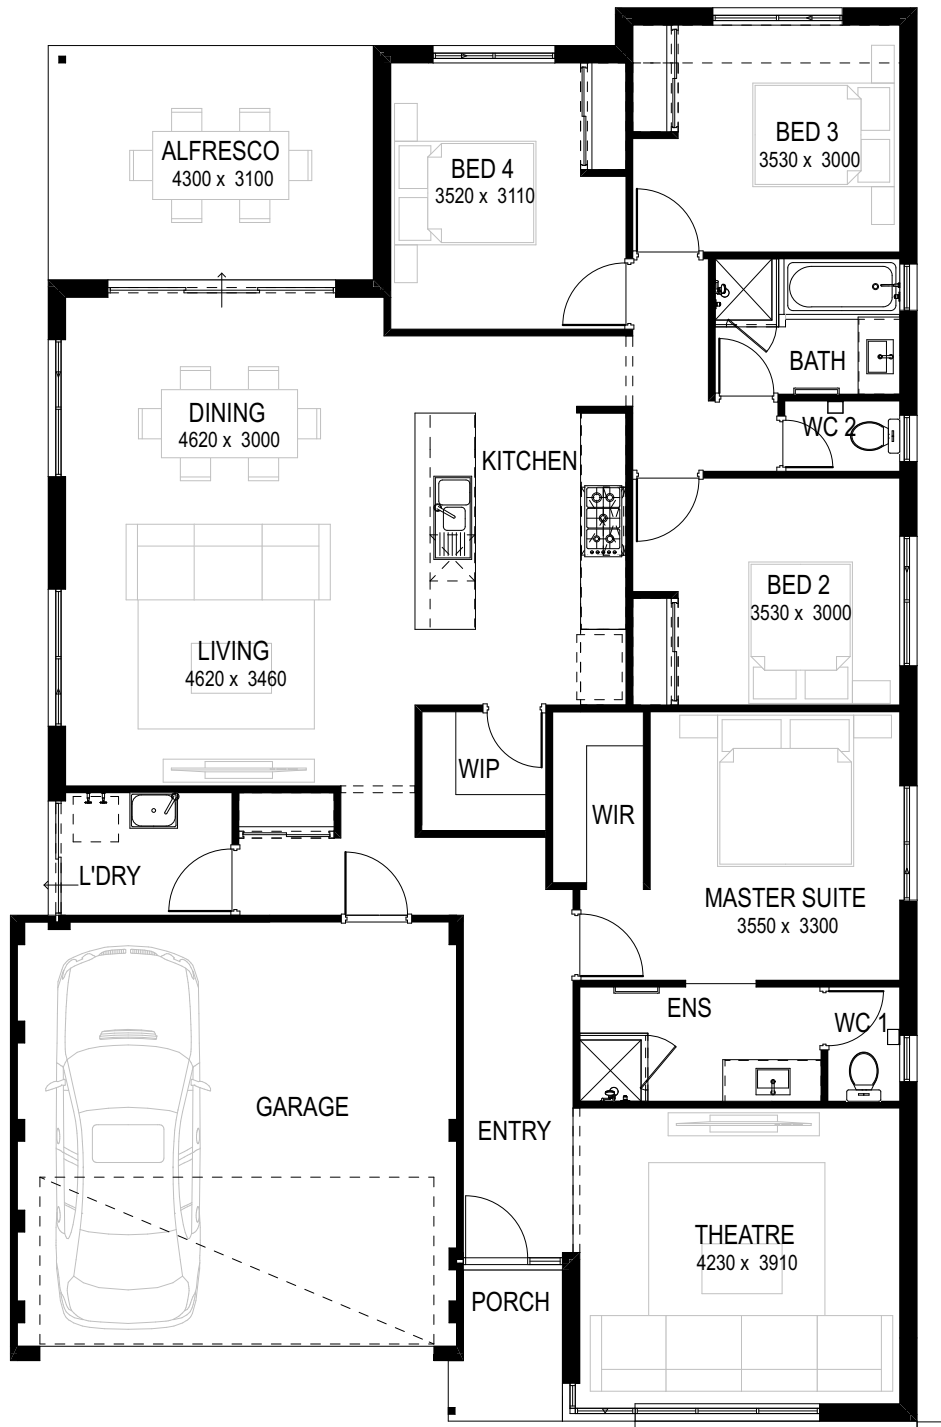 ALFRESCO
4300 x 3100
BED 4
3520 x 3110
BED 3
3530 x 3000
BATH
WC 2
DINING
4620 x 3000
KITCHEN
BED 2
3530 x 3000
LIVING
4620 x 3460
WIP
WIR
L'DRY
MASTER SUITE
3550 x 3300
ENS
WC 1
GARAGE
ENTRY
THEATRE
4230 x 3910
PORCH